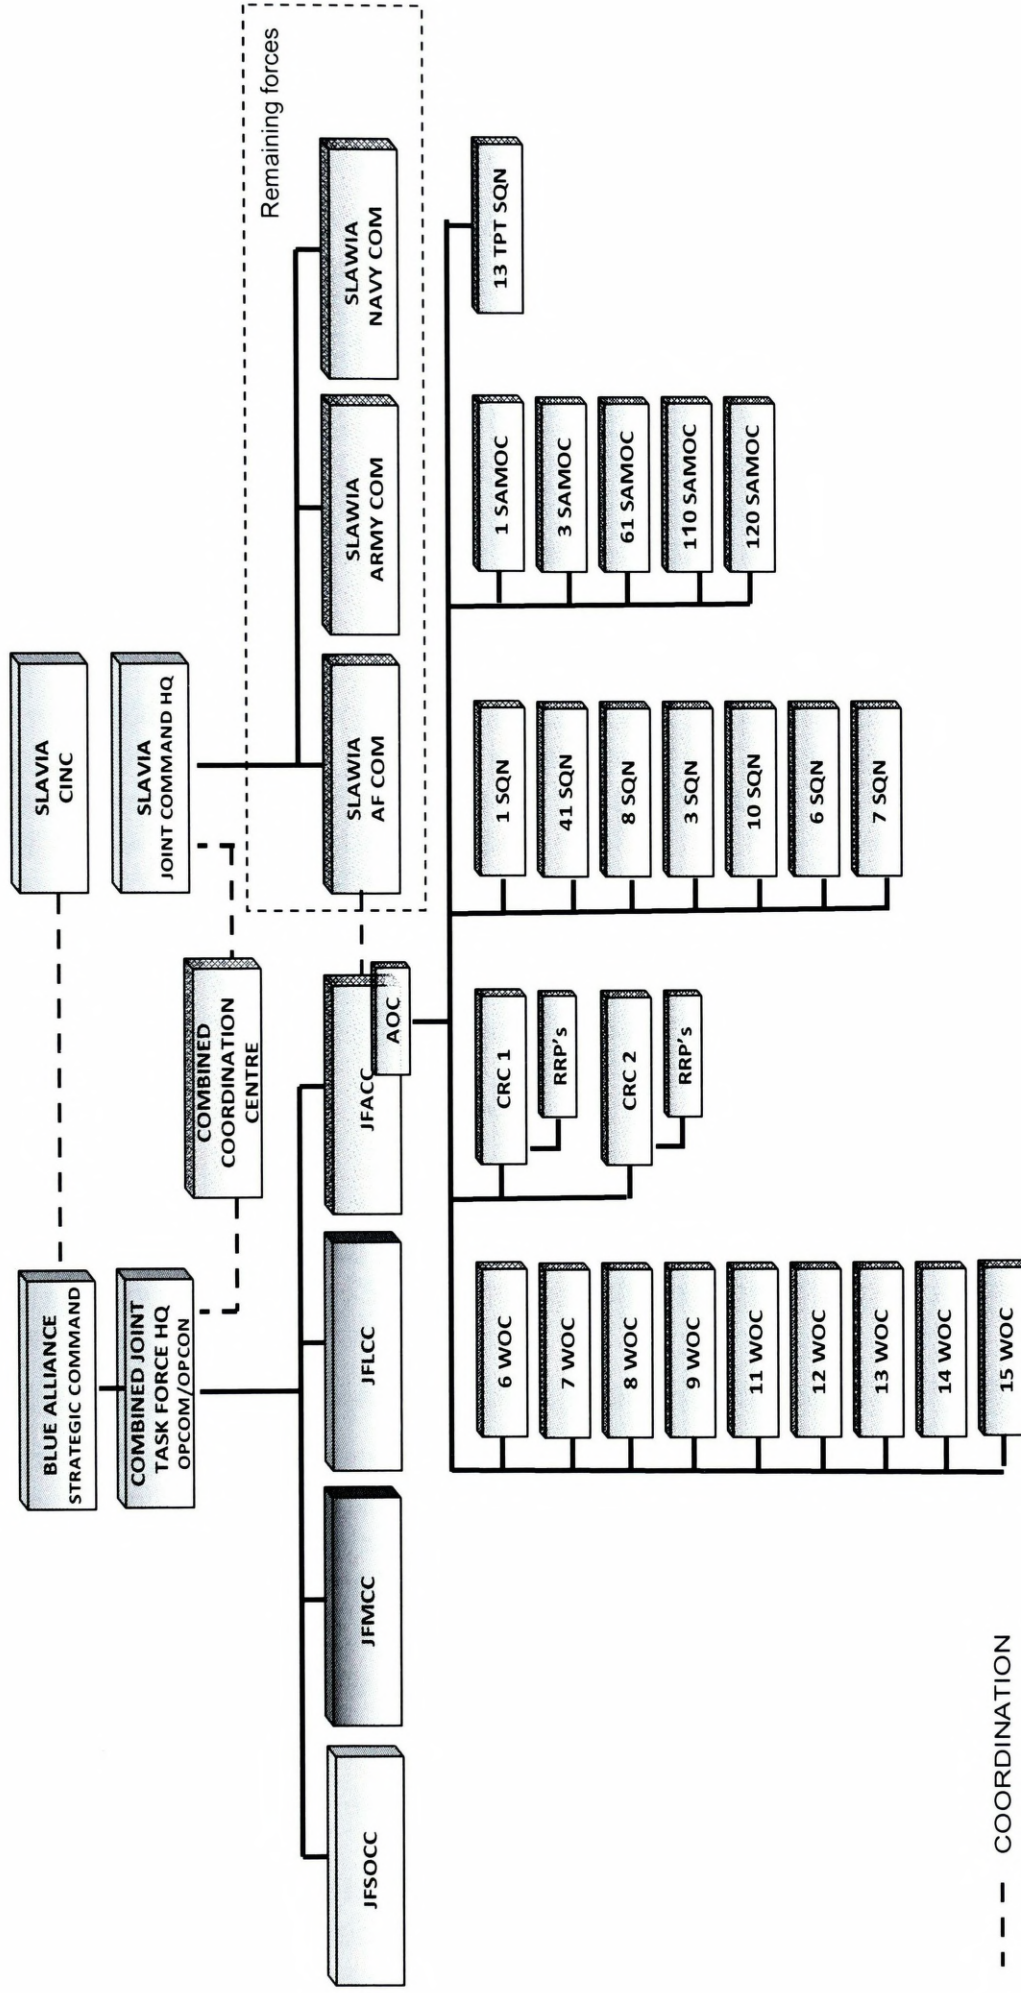 SLAVIA
CINC
BLUE ALLIANCE
STRATEGIC COMMAND
SLAVIA
JOINT COMMAND HQ
COMBINED JOINT
TASK FORCE HQ
OPCOM/OPCON
COMBINED
COORDINATION
CENTRE
Remaining forces
JFSOCC
JFMCC
JFLCC
JFACC
AOC
SLAWIA
AF COM
SLAWIA
ARMY COM
SLAWIA
NAVY COM
6 WOC
7 WOC
8 WOC
9 WOC
11 WOC
12 WOC
13 WOC
14 WOC
15 WOC
CRC 1
RRP's
CRC 2
RRP's
1 SQN
41 SQN
8 SQN
3 SQN
10 SQN
6 SQN
7 SQN
1 SAMOC
3 SAMOC
61 SAMOC
110 SAMOC
120 SAMOC
13 TPT SQN
COORDINATION